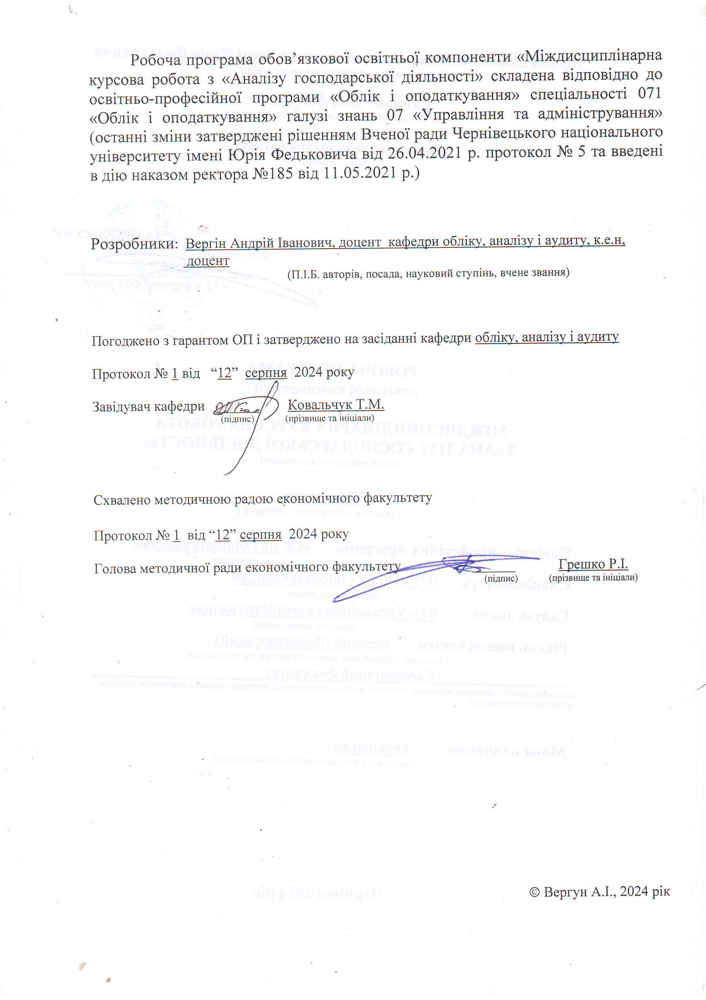 Робоча програма обов’язкової освітньої компоненти «Міждисциплінарна
курсова робота з «Аналізу господарської діяльності» складена відповідно до
освітньо-професійної програми «Облік і оподаткування» спеціальності 071
«Облік і оподаткування» галузі знань 07 «Управління та адміністрування»
(останні зміни затверджені рішенням Вченої ради Чернівецького національного
університету імені Юрія Федьковича від 26.04.2021 р. протокол № 5 та введені
в дію наказом ректора №185 від 11.05.2021 р.)
Розробники: Вергін Андрій Іванович, доцент кафедри обліку, аналізу і аудиту, к.е.н,
доцент
(П.І.Б. авторів, посада, науковий ступінь, вчене звання)
Погоджено з гарантом ОП і затверджено на засіданні кафедри обліку, аналізу і аудиту
Протокол № 1 від “12” серпня 2024 року
Завідувач кафедри Ковальчук Т.М.
(підпис) (прізвище та ініціали)
Схвалено методичною радою економічного факультету
Протокол № 1 від “12” серпня 2024 року
Голова методичної ради економічного факультету Грешко Р.І.
(підпис) (прізвище та ініціали)
© Вергун А.І., 2024 рік